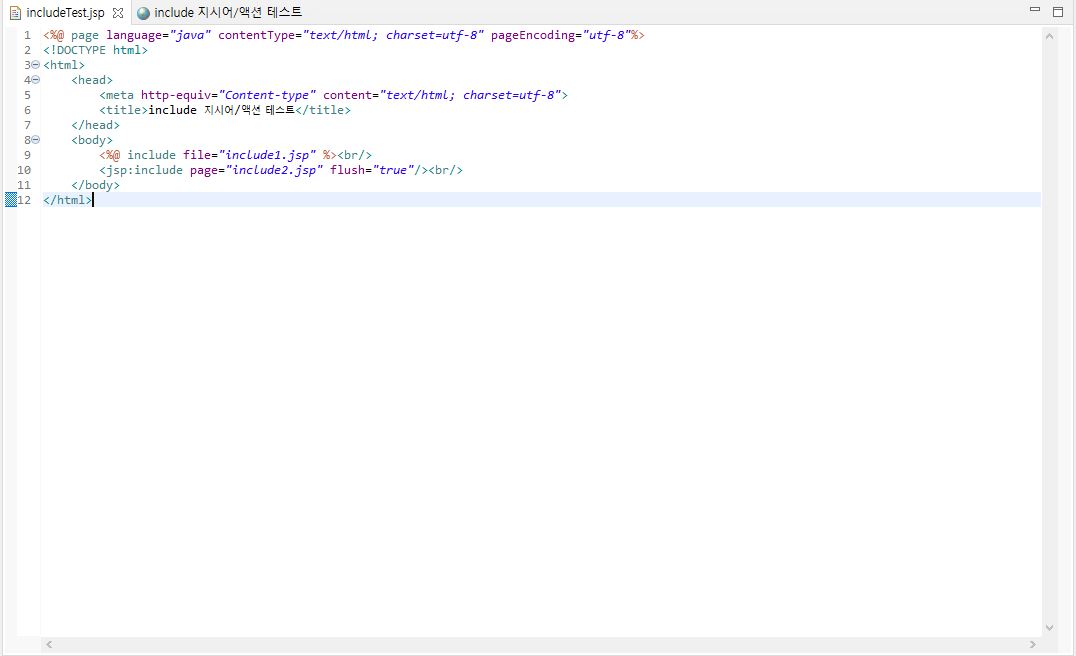 includeTest.jsp include 지시어/액션 테스트
1 <%@ page language="java" contentType="text/html; charset=utf-8" pageEncoding="utf-8"%>
2 <!DOCTYPE html>
3 <html>
4 <head>
5 <meta http-equiv="Content-type" content="text/html; charset=utf-8">
6 <title>include 지시어/액션 테스트</title>
7 </head>
8 <body>
9 <%@ include file="include1.jsp" %><br/>
10 <jsp:include page="include2.jsp" flush="true"/><br/>
11 </body>
12 </html>